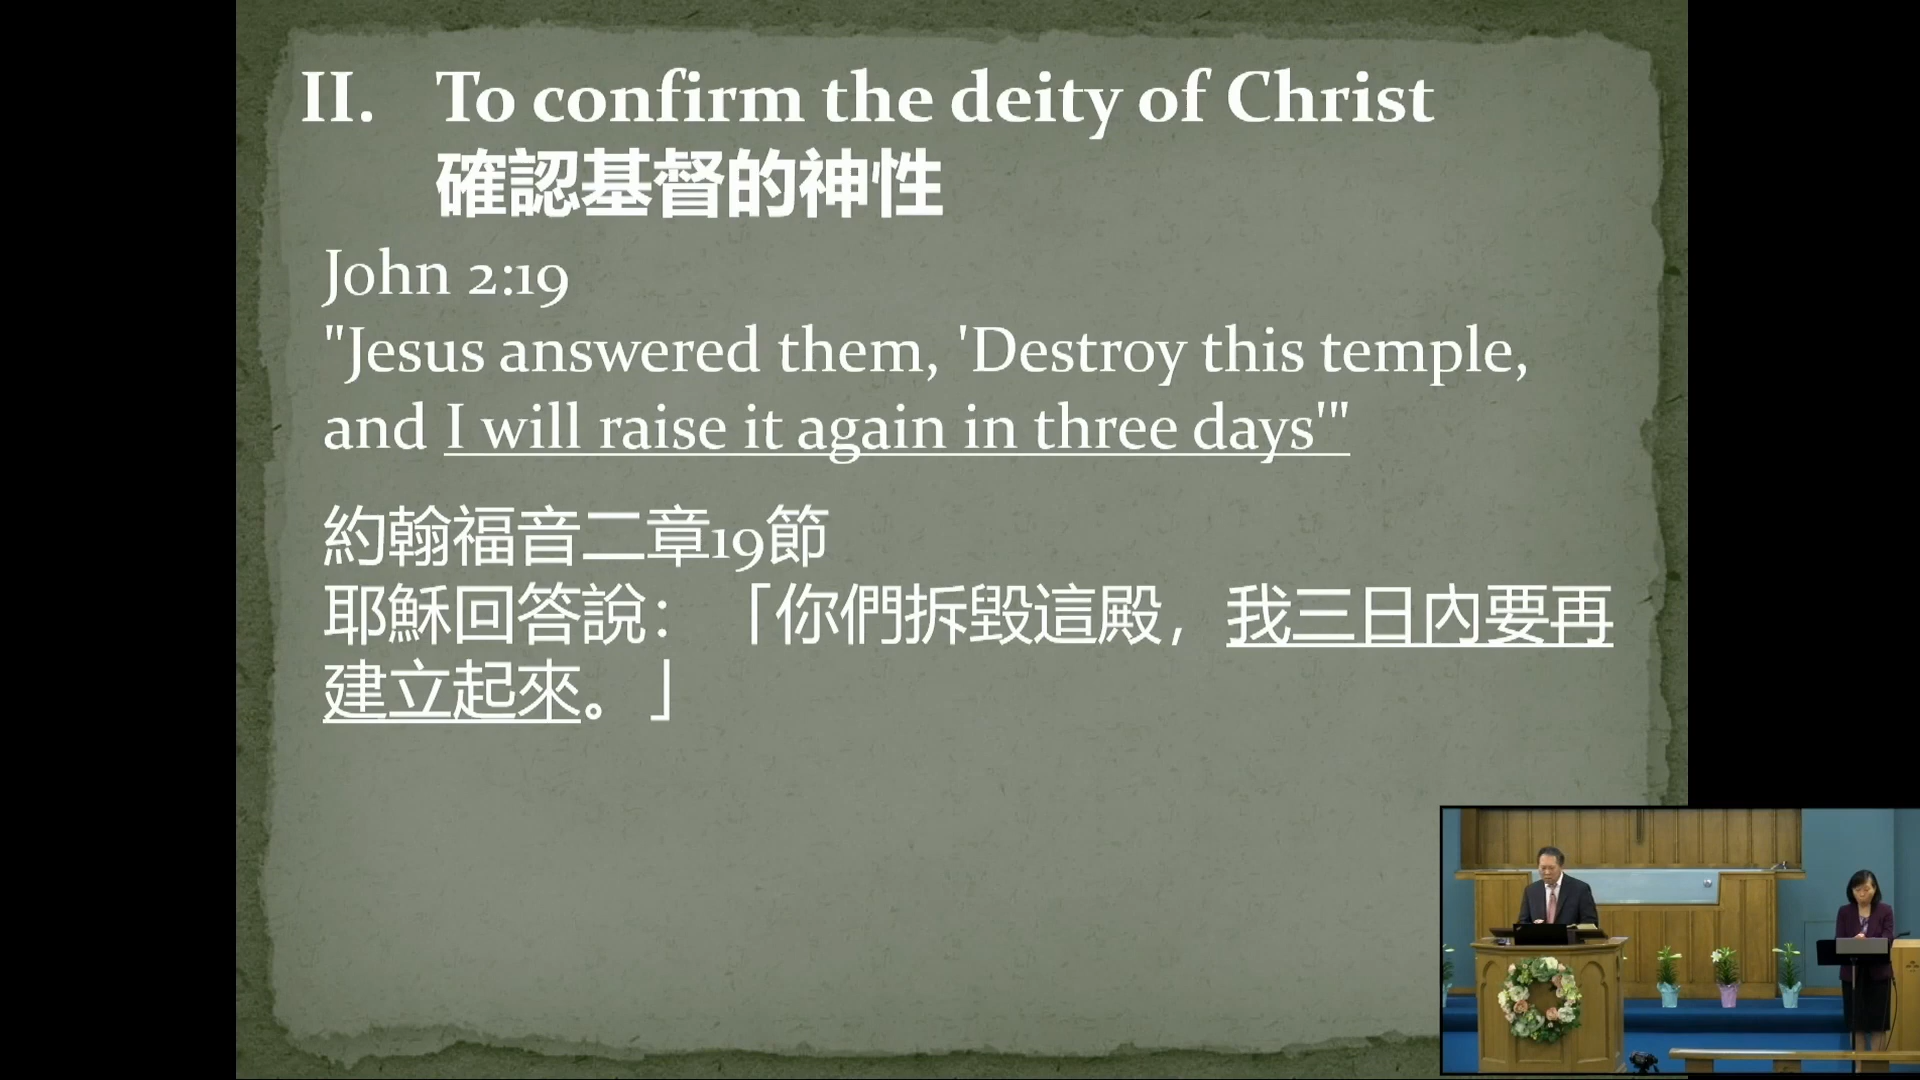 II. To confirm the deity of Christ
確認基督的神性
John 2:19
"Jesus answered them, 'Destroy this temple,
and I will raise it again in three days'"
約翰福音二章19節
耶穌回答說：「你們拆毀這殿，我三日內要再
建立起來。」